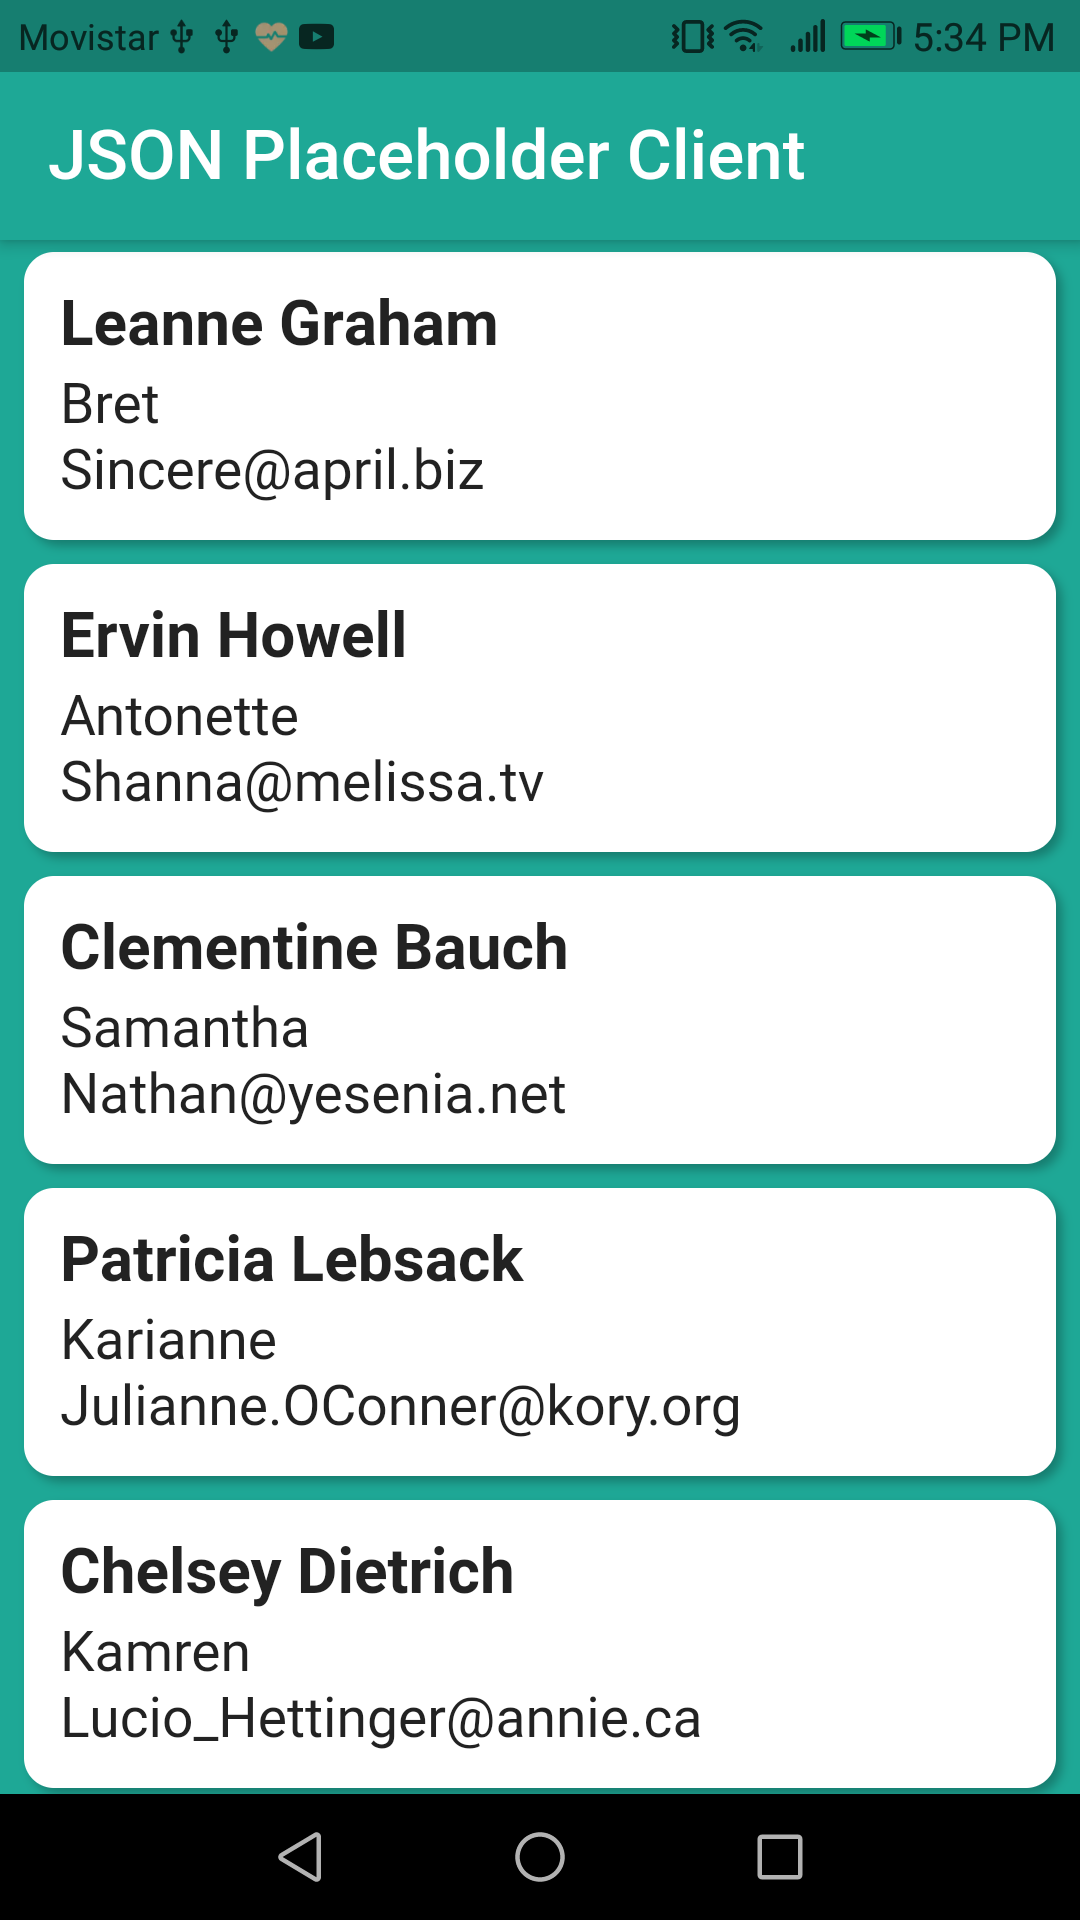 Movistar 5:34 PM
JSON Placeholder Client
Leanne Graham
Bret
Sincere@april.biz
Ervin Howell
Antonette
Shanna@melissa.tv
Clementine Bauch
Samantha
Nathan@yesenia.net
Patricia Lebsack
Karianne
Julianne.OConner@kory.org
Chelsey Dietrich
Kamren
Lucio_Hettinger@annie.ca